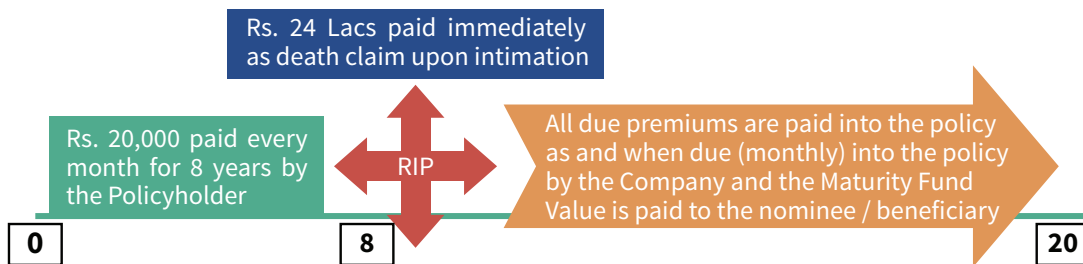 Rs. 24 Lacs paid immediately
as death claim upon intimation
Rs. 20,000 paid every
month for 8 years by
the Policyholder
RIP
All due premiums are paid into the policy
as and when due (monthly) into the policy
by the Company and the Maturity Fund
Value is paid to the nominee / beneficiary
0
8
20